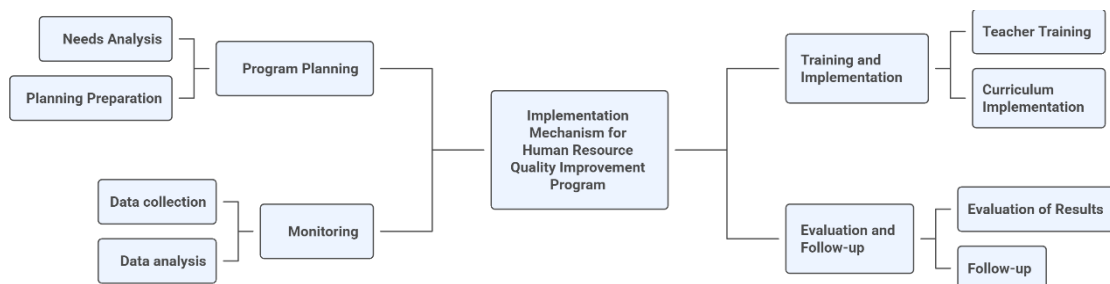 Needs Analysis
Planning Preparation
Program Planning
Data collection
Data analysis
Monitoring
Implementation
Mechanism for
Human Resource
Quality Improvement
Program
Training and
Implementation
Teacher Training
Curriculum
Implementation
Evaluation and
Follow-up
Evaluation of Results
Follow-up